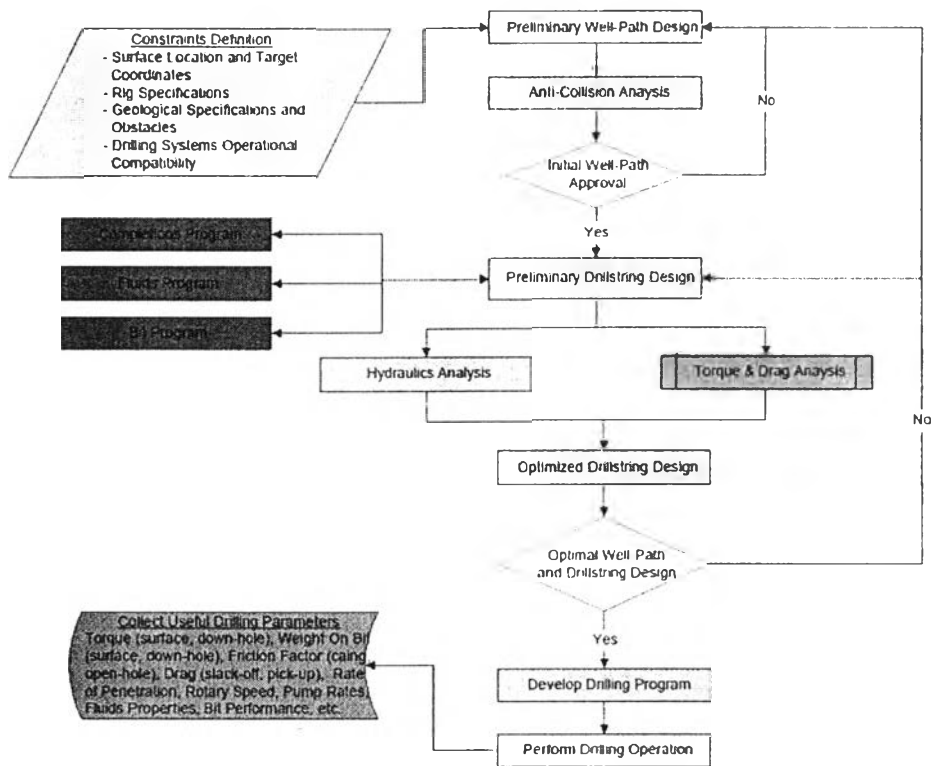 Constraints Definition
- Surface Location and Target
Coordinates
- Rig Specifications
- Geological Specifications and
Obstacles
- Drilling Systems Operational
Compatibility
Preliminary Well-Path Design
Anti-Collision Anaysis
No
Initial Well-Path
Approval
Yes
Completions Program
Fluids Program
Bit Program
Preliminary Drillstring Design
Hydraulics Analysis
Torque & Drag Anaysis
No
Optimized Drillstring Design
Optimal Well Path
and Drillstring Design
Yes
Collect Useful Drilling Parameters
Torque (surface, down-hole), Weight On Bit
(surface, down-hole), Friction Factor (caing
open-hole), Drag (slack-off, pick-up), Rate
of Penetration, Rotary Speed, Pump Rates
Fluids Properties, Bit Performance, etc.
Develop Drilling Program
Perform Drilling Operation